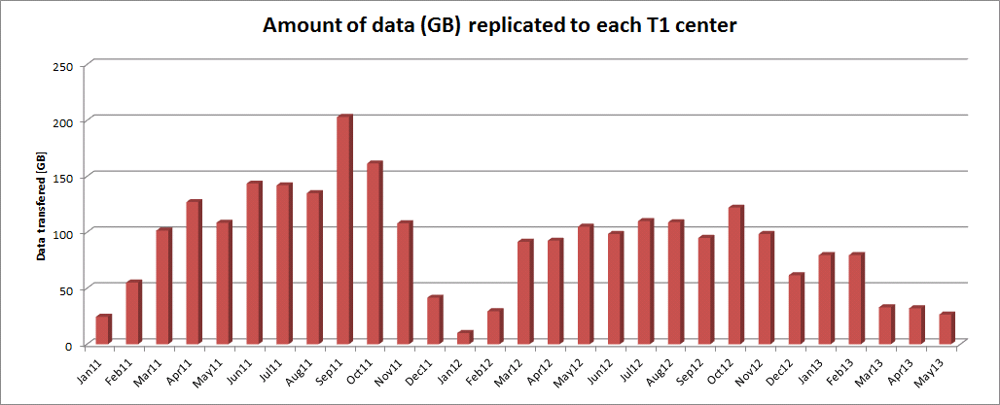 Amount of data (GB) replicated to each T1 center
250
200
150
100
50
0
Data transfered [GB]
Jan11 Feb11 Mar11 Apr11 May11 Jun11 Jul11 Aug11 Sep11 Oct11 Nov11 Dec11 Jan12 Feb12 Mar12 Apr12 May12 Jun12 Jul12 Aug12 Sep12 Oct12 Nov12 Dec12 Jan13 Feb13 Mar13 Apr13 May13